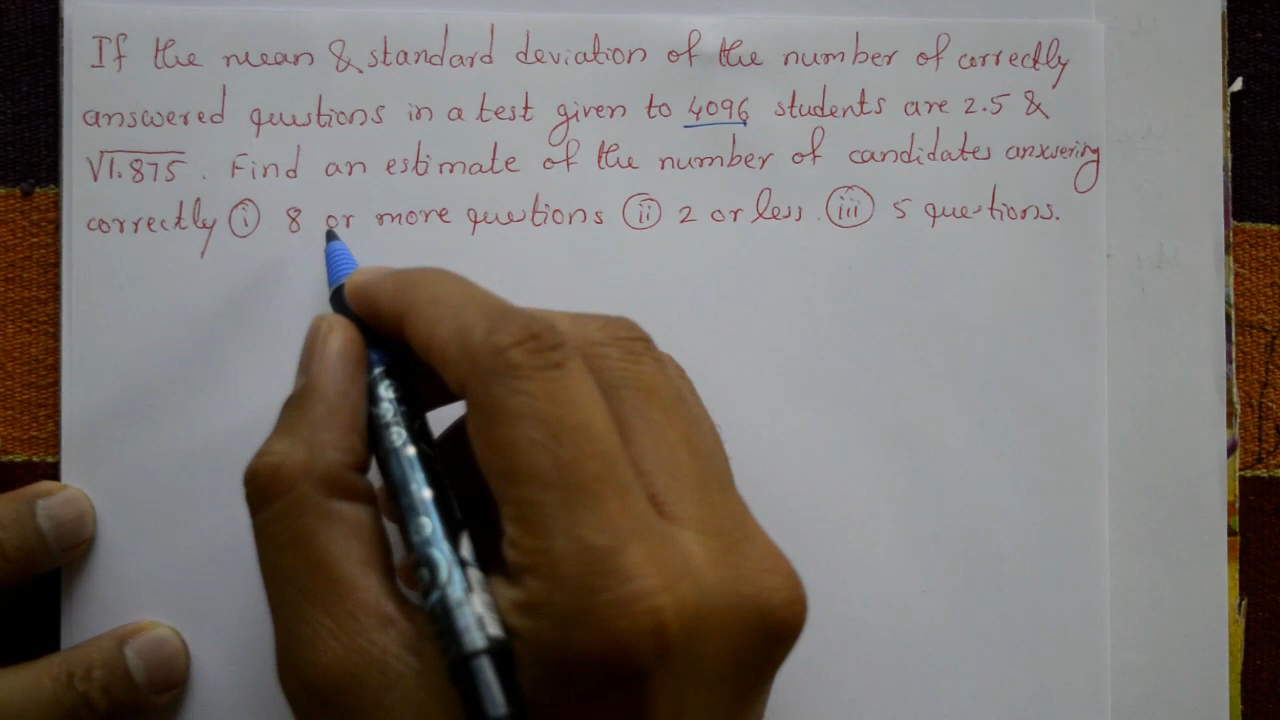 If the mean & standard deviation of the number of correctly
answered questions in a test given to 4096 students are 2.5 &
√1.875. Find an estimate of the number of candidates answering
correctly (i) 8 or more questions (ii) 2 or less. (iii) 5 questions.